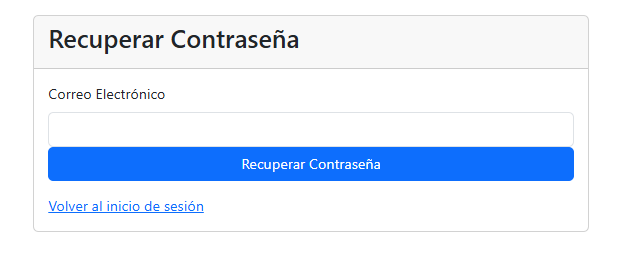 Recuperar Contraseña
Correo Electrónico
Recuperar Contraseña
Volver al inicio de sesión